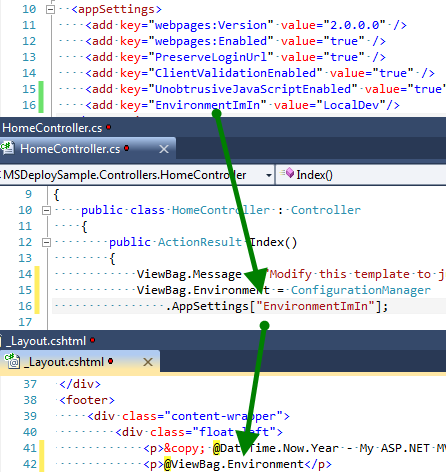 10 <appSettings>
11 <add key="webpages:Version" value="2.0.0.0" />
12 <add key="webpages:Enabled" value="true" />
13 <add key="PreserveLoginUrl" value="true" />
14 <add key="ClientValidationEnabled" value="true" />
15 <add key="UnobtrusiveJavaScriptEnabled" value="true"
16 <add key="EnvironmentImIn" value="LocalDev"/>
HomeController.cs
HomeController.cs ×
MSDeploySample.Controllers.HomeController Index()
9 {
10 public class HomeController : Controller
11 {
12 public ActionResult Index()
13 {
14 ViewBag.Message "Modify this template to j
15 ViewBag.Environment = ConfigurationManager
16 .AppSettings["EnvironmentImIn"];
17
_Layout.cshtml
_Layout.cshtml ×
37 </div>
38 <footer>
39 <div class="content-wrapper">
40 <div class="float-left">
41 <p>&copy; @DateTime.Now.Year - My ASP.NET MV
42 <p>@ViewBag.Environment</p>